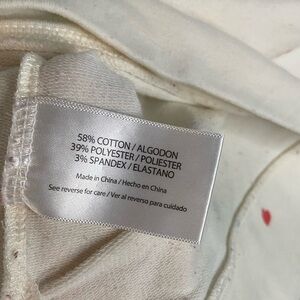 58% COTTON / ALGODON
39% POLYESTER / POLIESTER
3% SPANDEX / ELASTANO
Made in China / Hecho en China
See reverse for care / Ver al reverso para cuidado